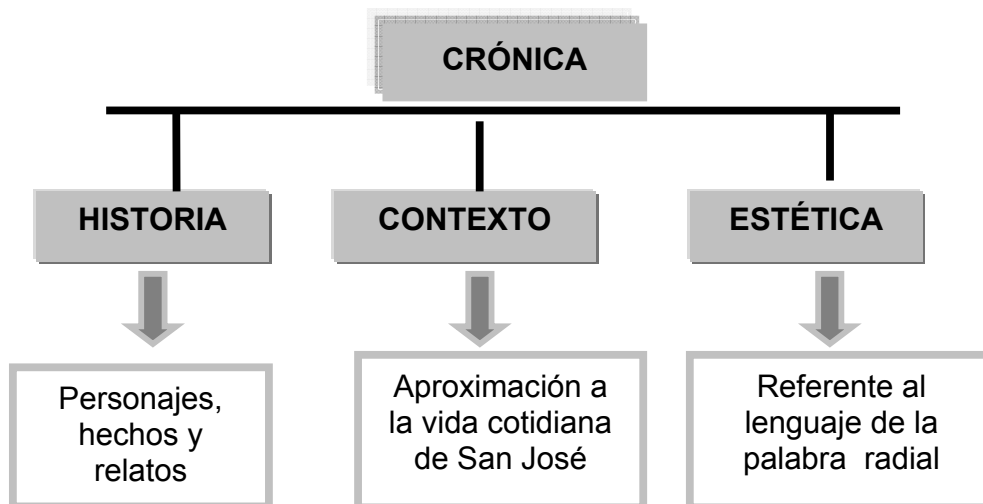 CRÓNICA
HISTORIA
CONTEXTO
ESTÉTICA
Personajes,
hechos y
relatos
Aproximación a
la vida cotidiana
de San José
Referente al
lenguaje de la
palabra radial